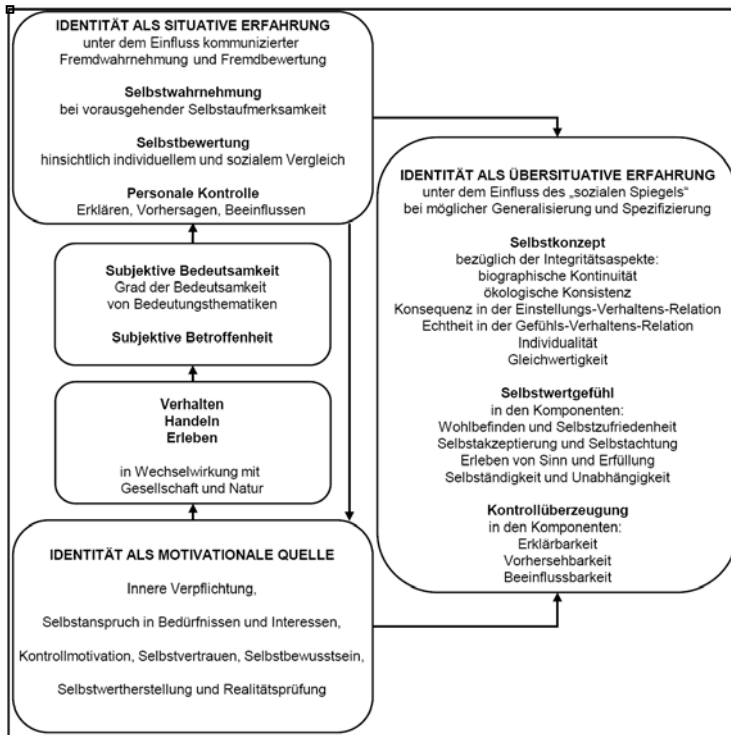 IDENTITÄT ALS SITUATIVE ERFAHRUNG
unter dem Einfluss kommunizierter
Fremdwahrnehmung und Fremdbewertung
Selbstwahrnehmung
bei vorausgehender Selbstaufmerksamkeit
Selbstbewertung
hinsichtlich individuellem und sozialem Vergleich
Personale Kontrolle
Erklären, Vorhersagen, Beeinflussen
Subjektive Bedeutsamkeit
Grad der Bedeutsamkeit
von Bedeutungsthematiken
Subjektive Betroffenheit
Verhalten
Handeln
Erleben
in Wechselwirkung mit
Gesellschaft und Natur
IDENTITÄT ALS MOTIVATIONALE QUELLE
Innere Verpflichtung,
Selbstanspruch in Bedürfnissen und Interessen,
Kontrollmotivation, Selbstvertrauen, Selbstbewusstsein,
Selbstwertherstellung und Realitätsprüfung
IDENTITÄT ALS ÜBERSITUATIVE ERFAHRUNG
unter dem Einfluss des „sozialen Spiegels“
bei möglicher Generalisierung und Spezifizierung
Selbstkonzept
bezüglich der Integritätsaspekte:
biographische Kontinuität
ökologische Konsistenz
Konsequenz in der Einstellungs-Verhaltens-Relation
Echtheit in der Gefühls-Verhaltens-Relation
Individualität
Gleichwertigkeit
Selbstwertgefühl
in den Komponenten:
Wohlbefinden und Selbstzufriedenheit
Selbstakzeptierung und Selbstachtung
Erleben von Sinn und Erfüllung
Selbständigkeit und Unabhängigkeit
Kontrollüberzeugung
in den Komponenten:
Erklärbarkeit
Vorhersehbarkeit
Beeinflussbarkeit